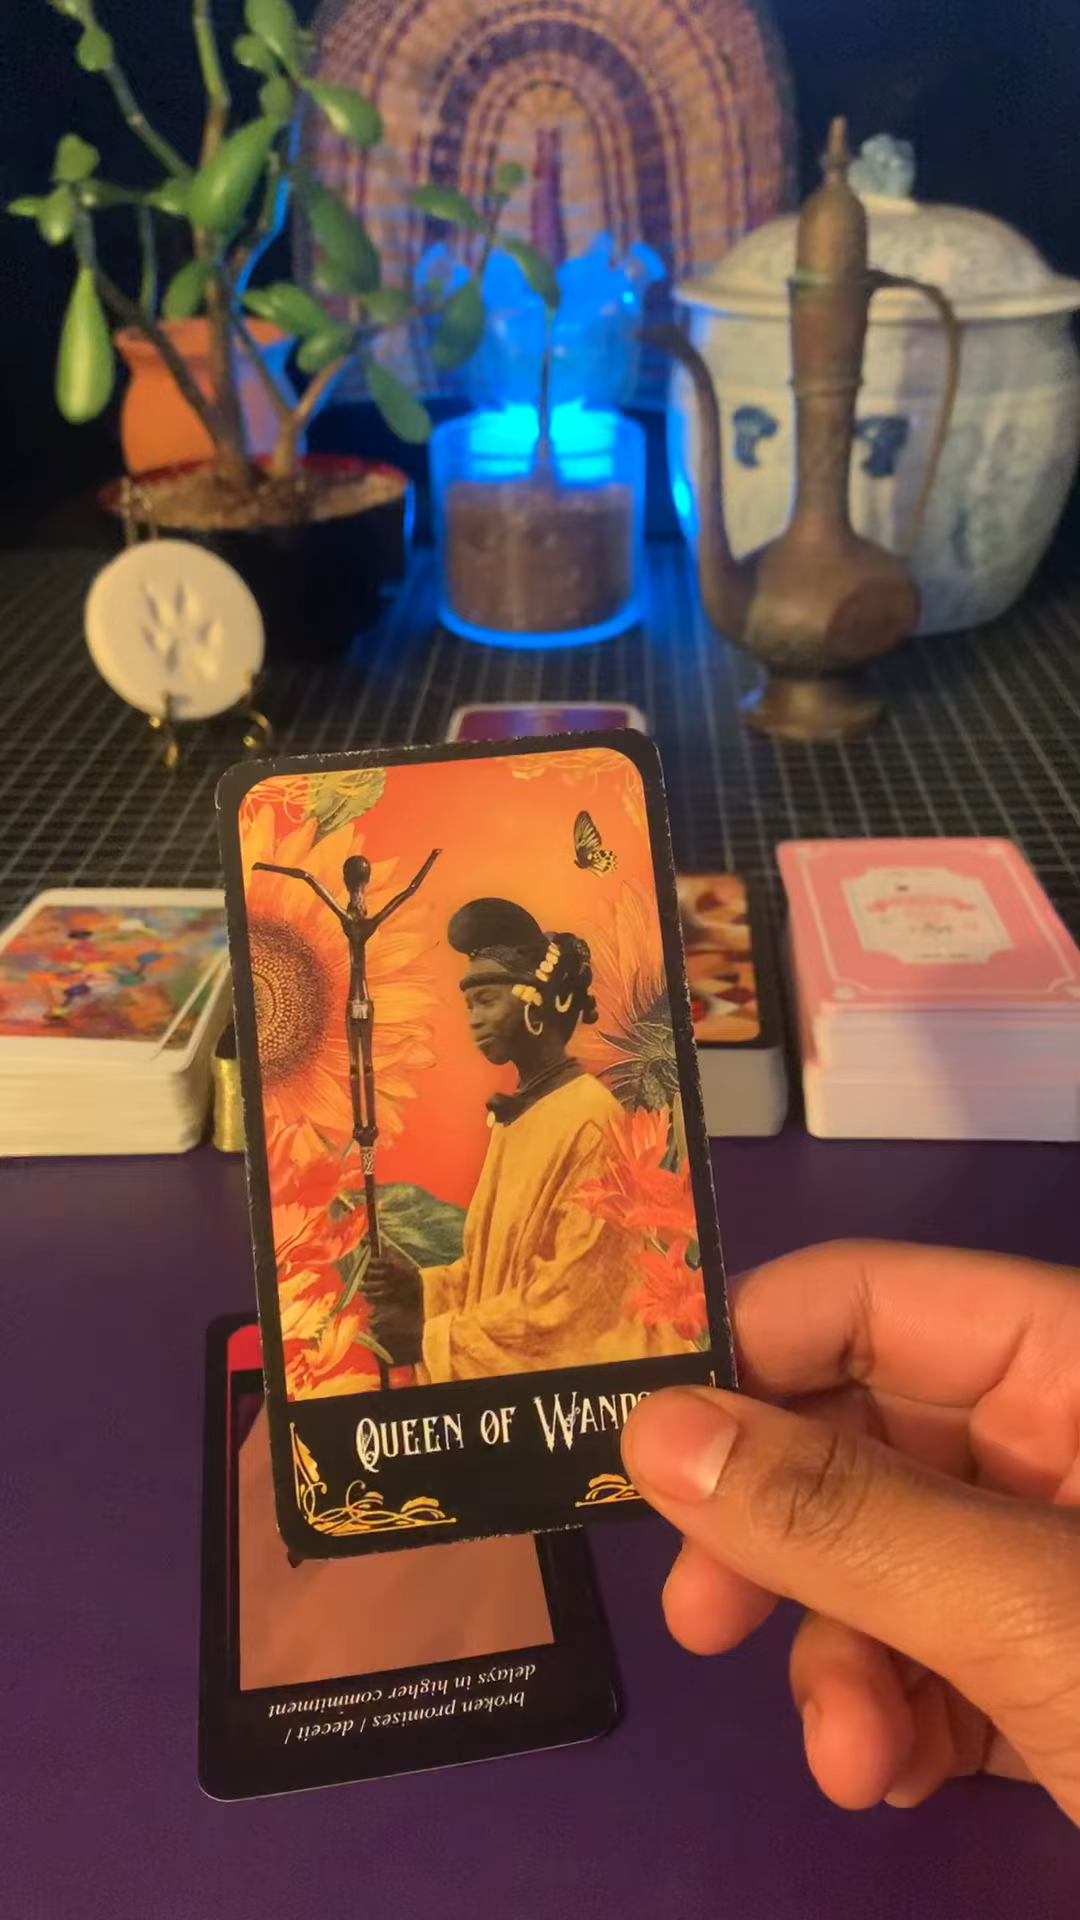 QUEEN OF WANDS
broken promises / deceit /
delays in higher commitment